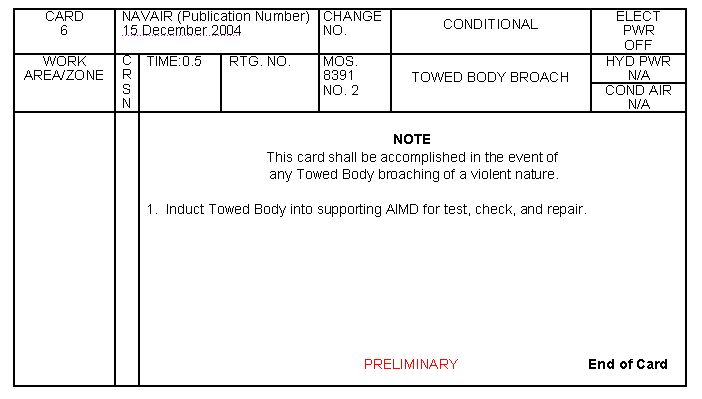 CARD
6
NAVAIR (Publication Number)
15 December 2004
CHANGE
NO.
CONDITIONAL
ELECT
PWR
OFF
WORK
AREA/ZONE
C
R
S
N
TIME:0.5
RTG. NO.
MOS.
8391
NO. 2
TOWED BODY BROACH
HYD PWR
N/A
COND AIR
N/A
NOTE
This card shall be accomplished in the event of
any Towed Body broaching of a violent nature.
1. Induct Towed Body into supporting AIMD for test, check, and repair.
PRELIMINARY
End of Card